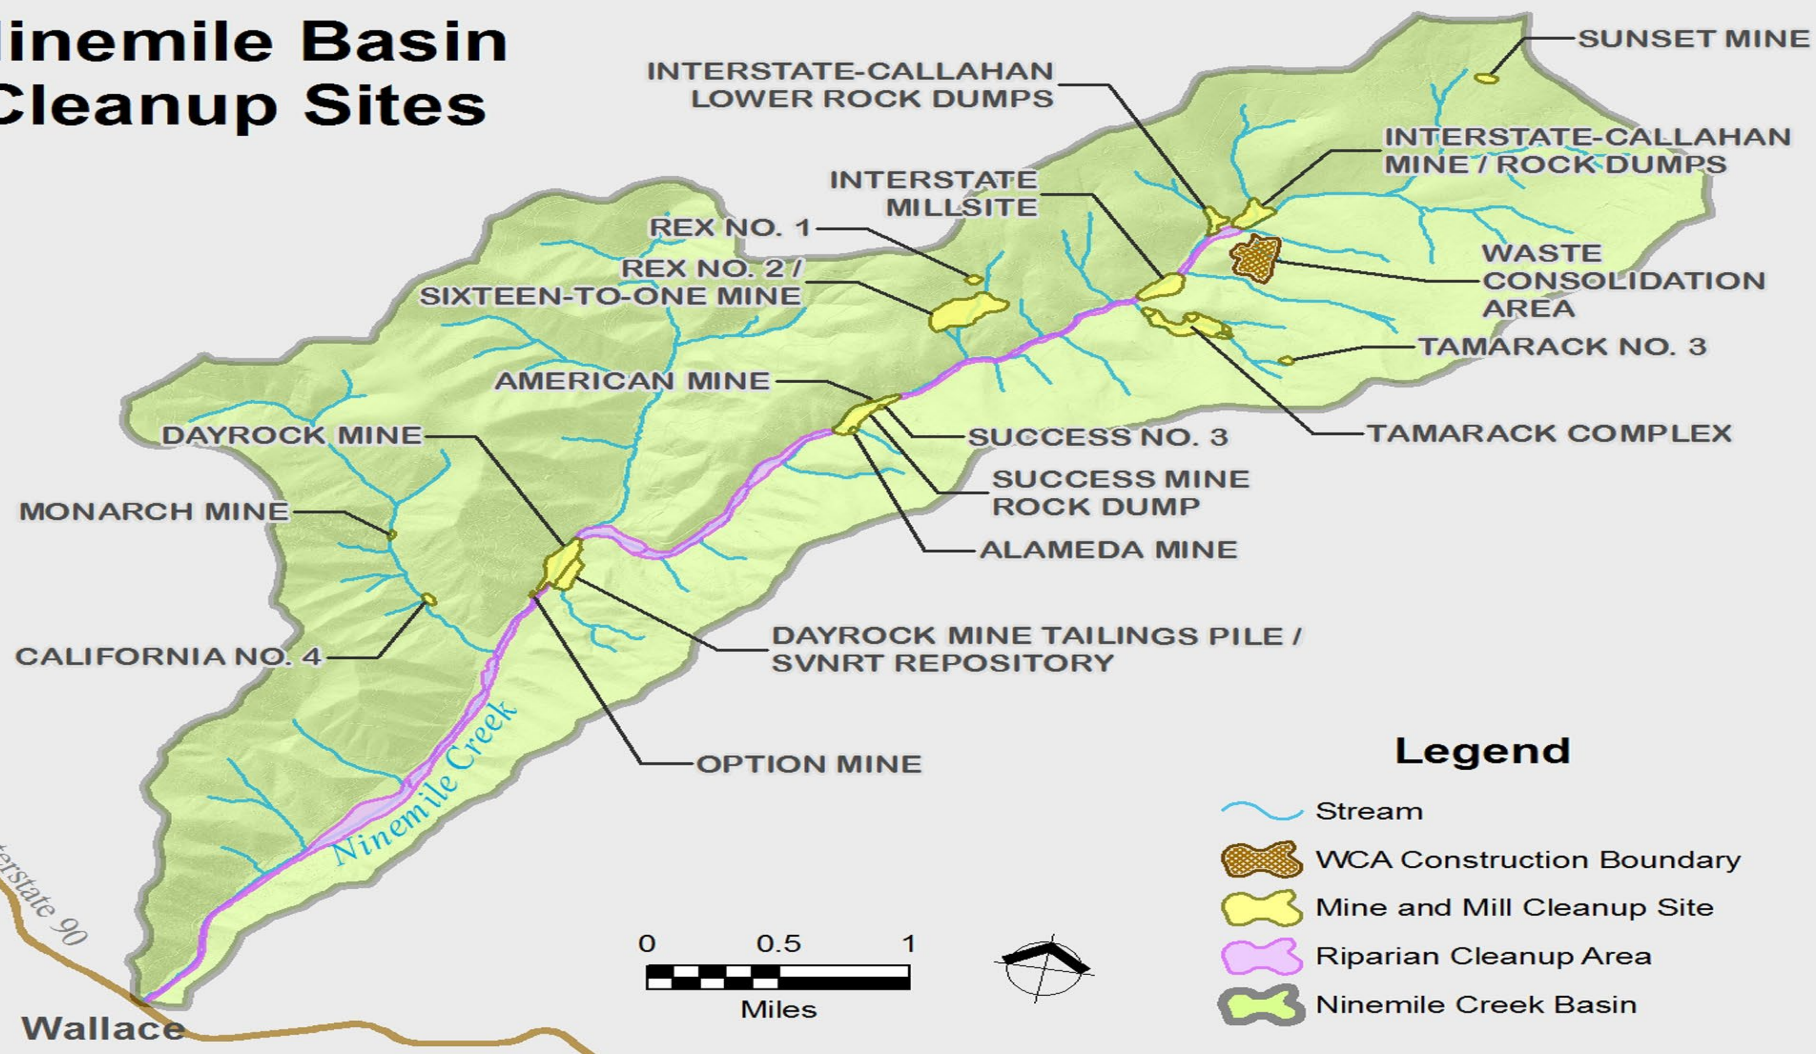 inemile Basin
Cleanup Sites
SUNSET MINE
INTERSTATE-CALLAHAN
LOWER ROCK DUMPS
INTERSTATE-CALLAHAN
MINE / ROCK DUMPS
INTERSTATE
MILLSITE
REX NO. 1
REX NO. 2 /
SIXTEEN-TO-ONE MINE
WASTE
CONSOLIDATION
AREA
TAMARACK NO. 3
AMERICAN MINE
DAYROCK MINE
SUCCESS NO. 3
TAMARACK COMPLEX
SUCCESS MINE
ROCK DUMP
MONARCH MINE
ALAMEDA MINE
CALIFORNIA NO. 4
DAYROCK MINE TAILINGS PILE /
SVNRT REPOSITORY
OPTION MINE
Ninemile Creek
terstate 90
Wallace
0 0.5 1
Miles
Legend
Stream
WCA Construction Boundary
Mine and Mill Cleanup Site
Riparian Cleanup Area
Ninemile Creek Basin